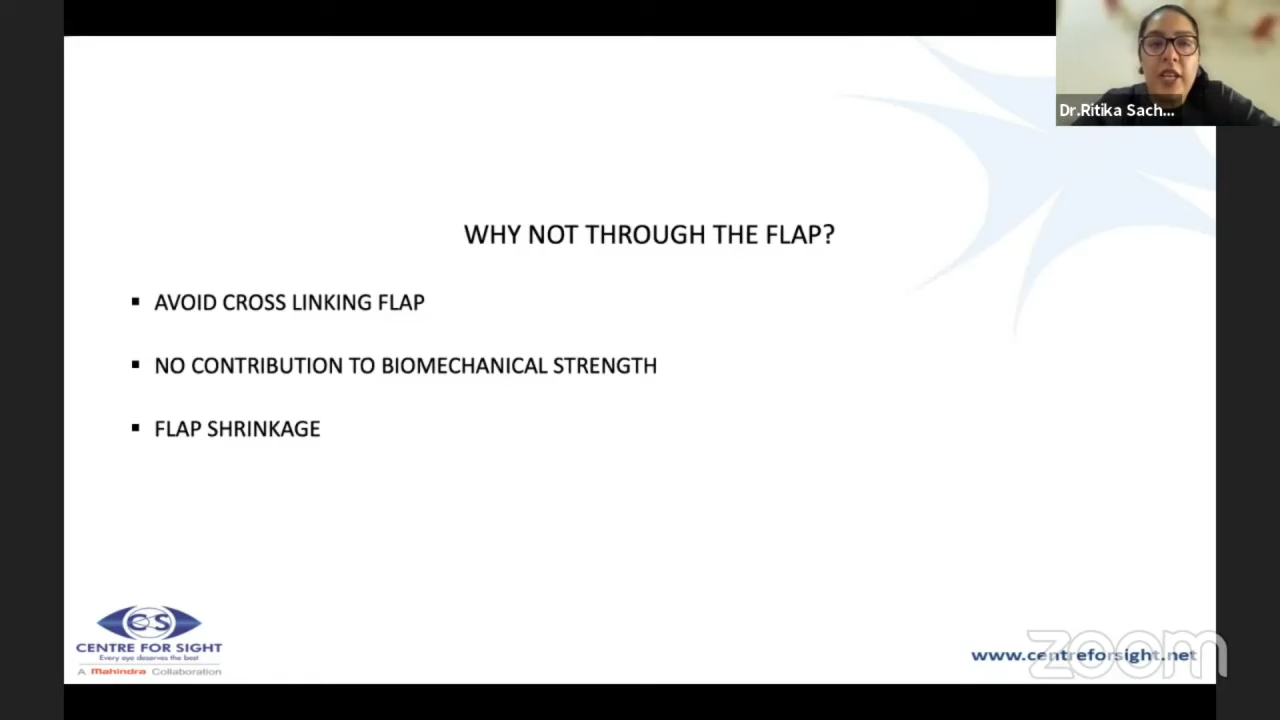 Dr.Ritika Sach...
WHY NOT THROUGH THE FLAP?
▪ AVOID CROSS LINKING FLAP
▪ NO CONTRIBUTION TO BIOMECHANICAL STRENGTH
▪ FLAP SHRINKAGE
CFS
CENTRE FOR SIGHT
Every eye deserves the best
A Mahindra Collaboration
www.centreforsight.net
zoom